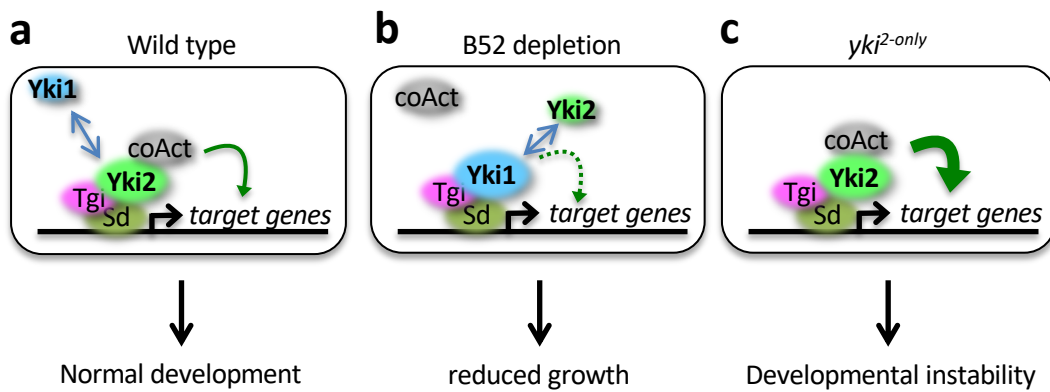 a
Wild type
Yki1
coAct
Yki2
Tgi
Sd
target genes
Normal development
b
B52 depletion
coAct
Yki2
Yki1
Tgi
Sd
target genes
reduced growth
c
yki2-only
coAct
Yki2
Tgi
Sd
target genes
Developmental instability